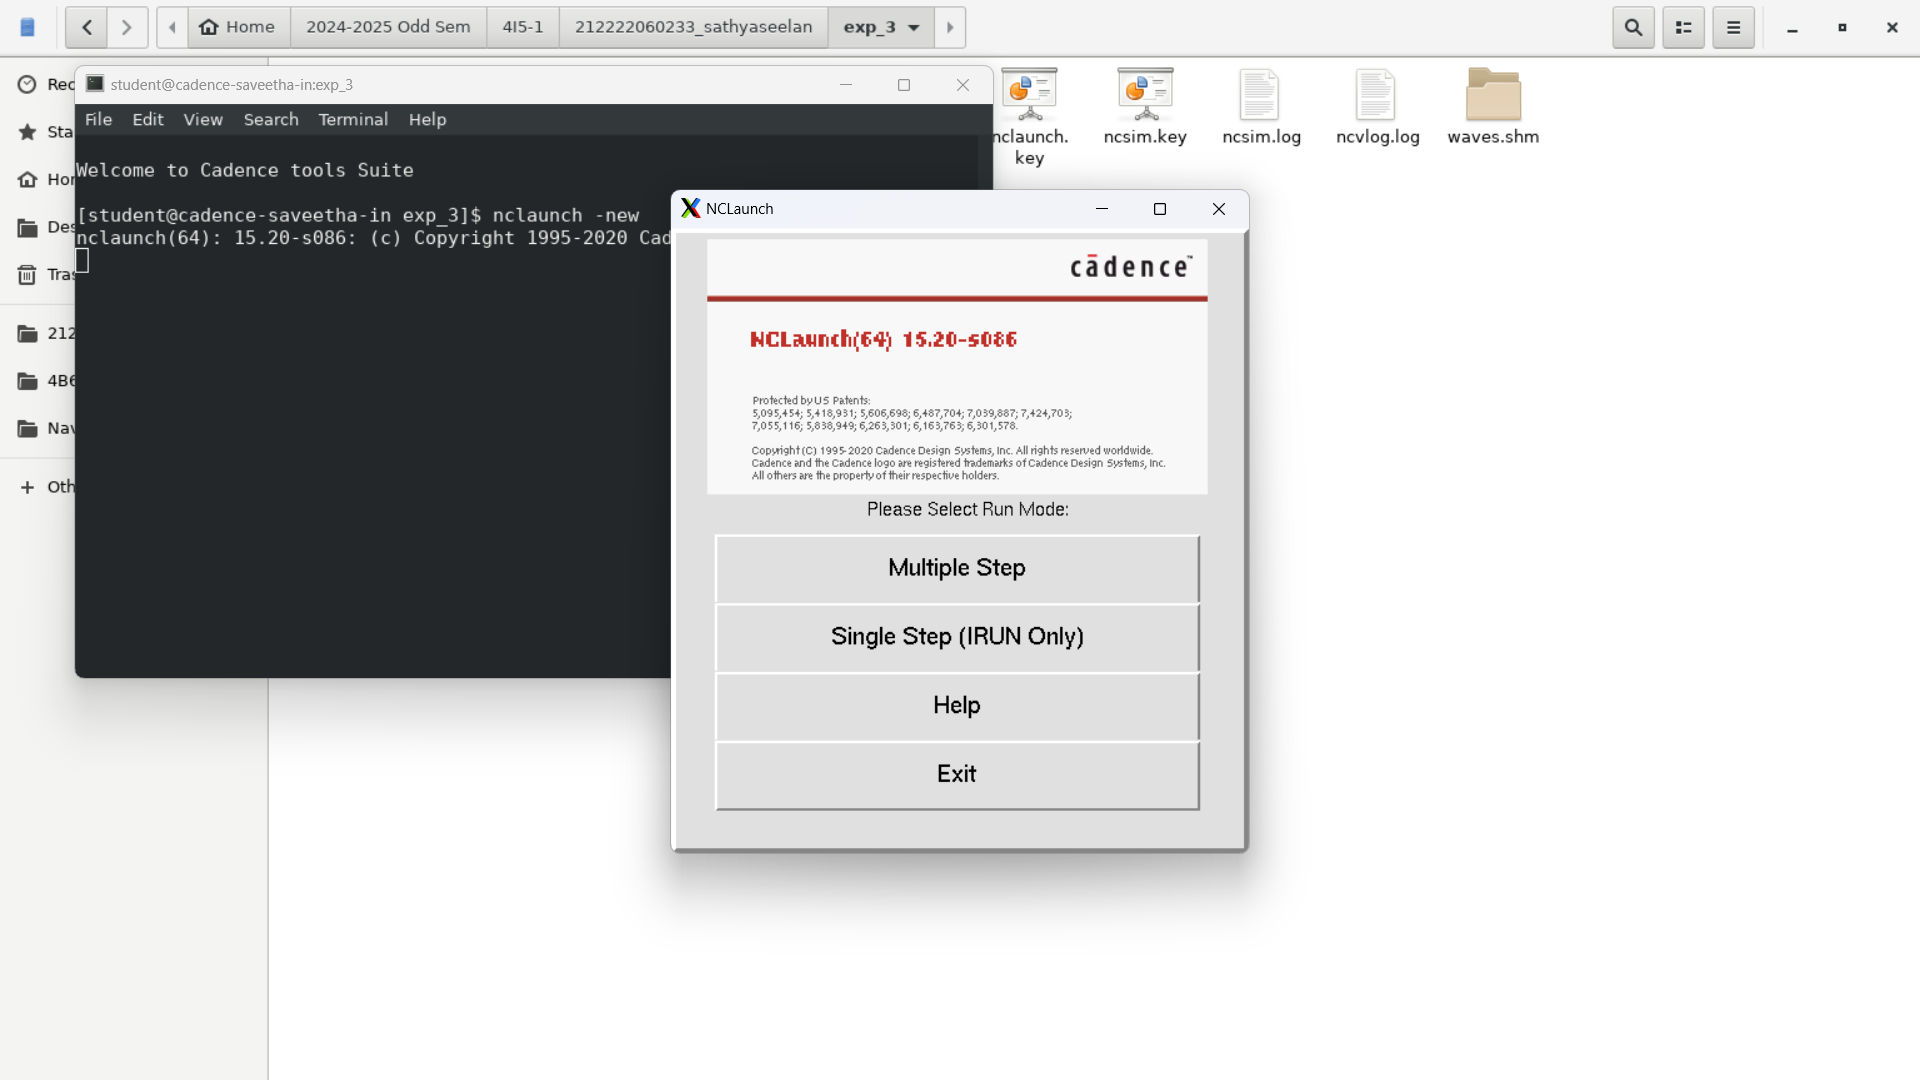 Home
2024-2025 Odd Sem
4I5-1
212222060233_sathyaseelan
exp_3
Rec
Sta
Hor
Des
Tras
212
4B6
Nav
Oth
student@cadence-saveetha-in:exp_3
File Edit View Search Terminal Help
Welcome to Cadence tools Suite
[student@cadence-saveetha-in exp_3]$ nclaunch -new
nclaunch(64): 15.20-s086: (c) Copyright 1995-2020 Cad
nclaunch.
key
ncsim.key
ncsim.log
ncvlog.log
waves.shm
NCLaunch
cādence™
NCLaunch(64) 15.20-s086
Protected by US Patents:
5,095,454; 5,418,931; 5,606,698; 6,487,704; 7,039,887; 7,424,703;
7,055,116; 5,838,949; 6,263,301; 6,163,763; 6,301,578.
Copyright (C) 1995-2020 Cadence Design Systems, Inc. All rights reserved worldwide.
Cadence and the Cadence logo are registered trademarks of Cadence Design Systems, Inc.
All others are the property of their respective holders.
Please Select Run Mode:
Multiple Step
Single Step (IRUN Only)
Help
Exit